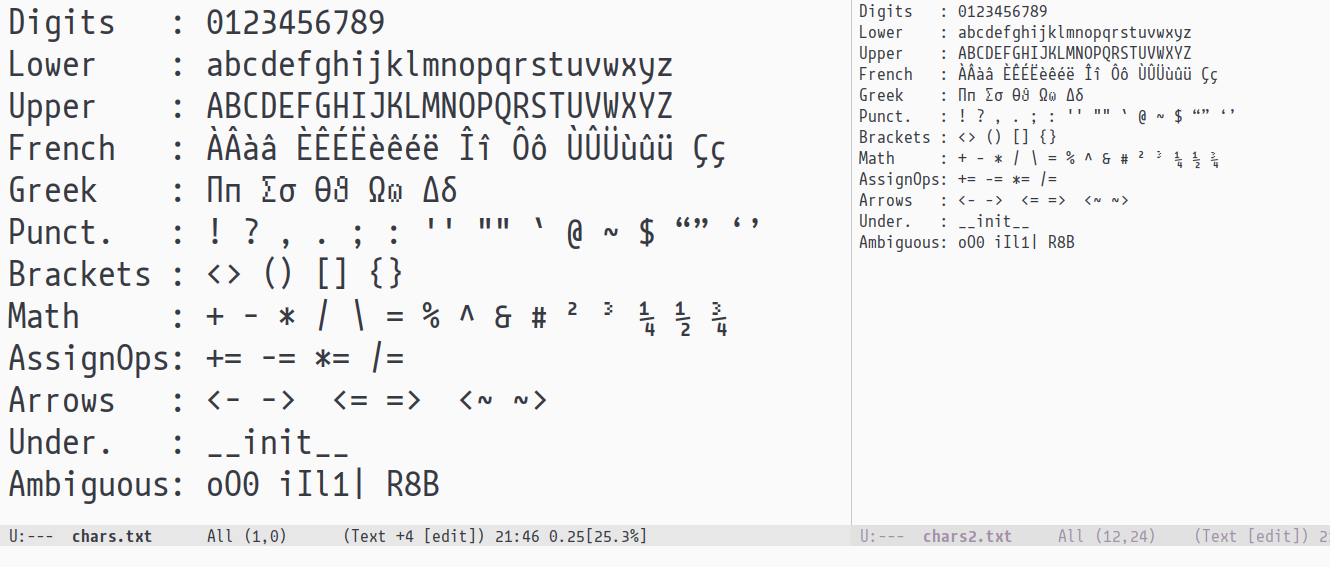 Digits   : 0123456789
Lower    : abcdefghijklmnopqrstuvwxyz
Upper    : ABCDEFGHIJKLMNOPQRSTUVWXYZ
French   : ÀÂàâ ÈÊÉËèêéë Îî Ôô ÙÛÜùûü Çç
Greek    : Ππ Σσ θϑ Ωω Δδ
Punct.   : ! ? , . ; : '' "" ` @ ~ $ “” ‘’
Brackets : <> () [] {}
Math     : + - * / \ = % ^ & # ² ³ ¼ ½ ¾
AssignOps: += -= *= /=
Arrows   : <- ->  <= =>  <~ ~>
Under.   : __init__
Ambiguous: oO0 iIl1| R8B
U:---  chars.txt      All (1,0)      (Text +4 [edit]) 21:46 0.25[25.3%]
Digits   : 0123456789
Lower    : abcdefghijklmnopqrstuvwxyz
Upper    : ABCDEFGHIJKLMNOPQRSTUVWXYZ
French   : ÀÂàâ ÈÊÉËèêéë Îî Ôô ÙÛÜùûü Çç
Greek    : Ππ Σσ θϑ Ωω Δδ
Punct.   : ! ? , . ; : '' "" ` @ ~ $ “” ‘’
Brackets : <> () [] {}
Math     : + - * / \ = % ^ & # ² ³ ¼ ½ ¾
AssignOps: += -= *= /=
Arrows   : <- ->  <= =>  <~ ~>
Under.   : __init__
Ambiguous: oO0 iIl1| R8B
U:---  chars2.txt     All (12,24)    (Text [edit]) 2